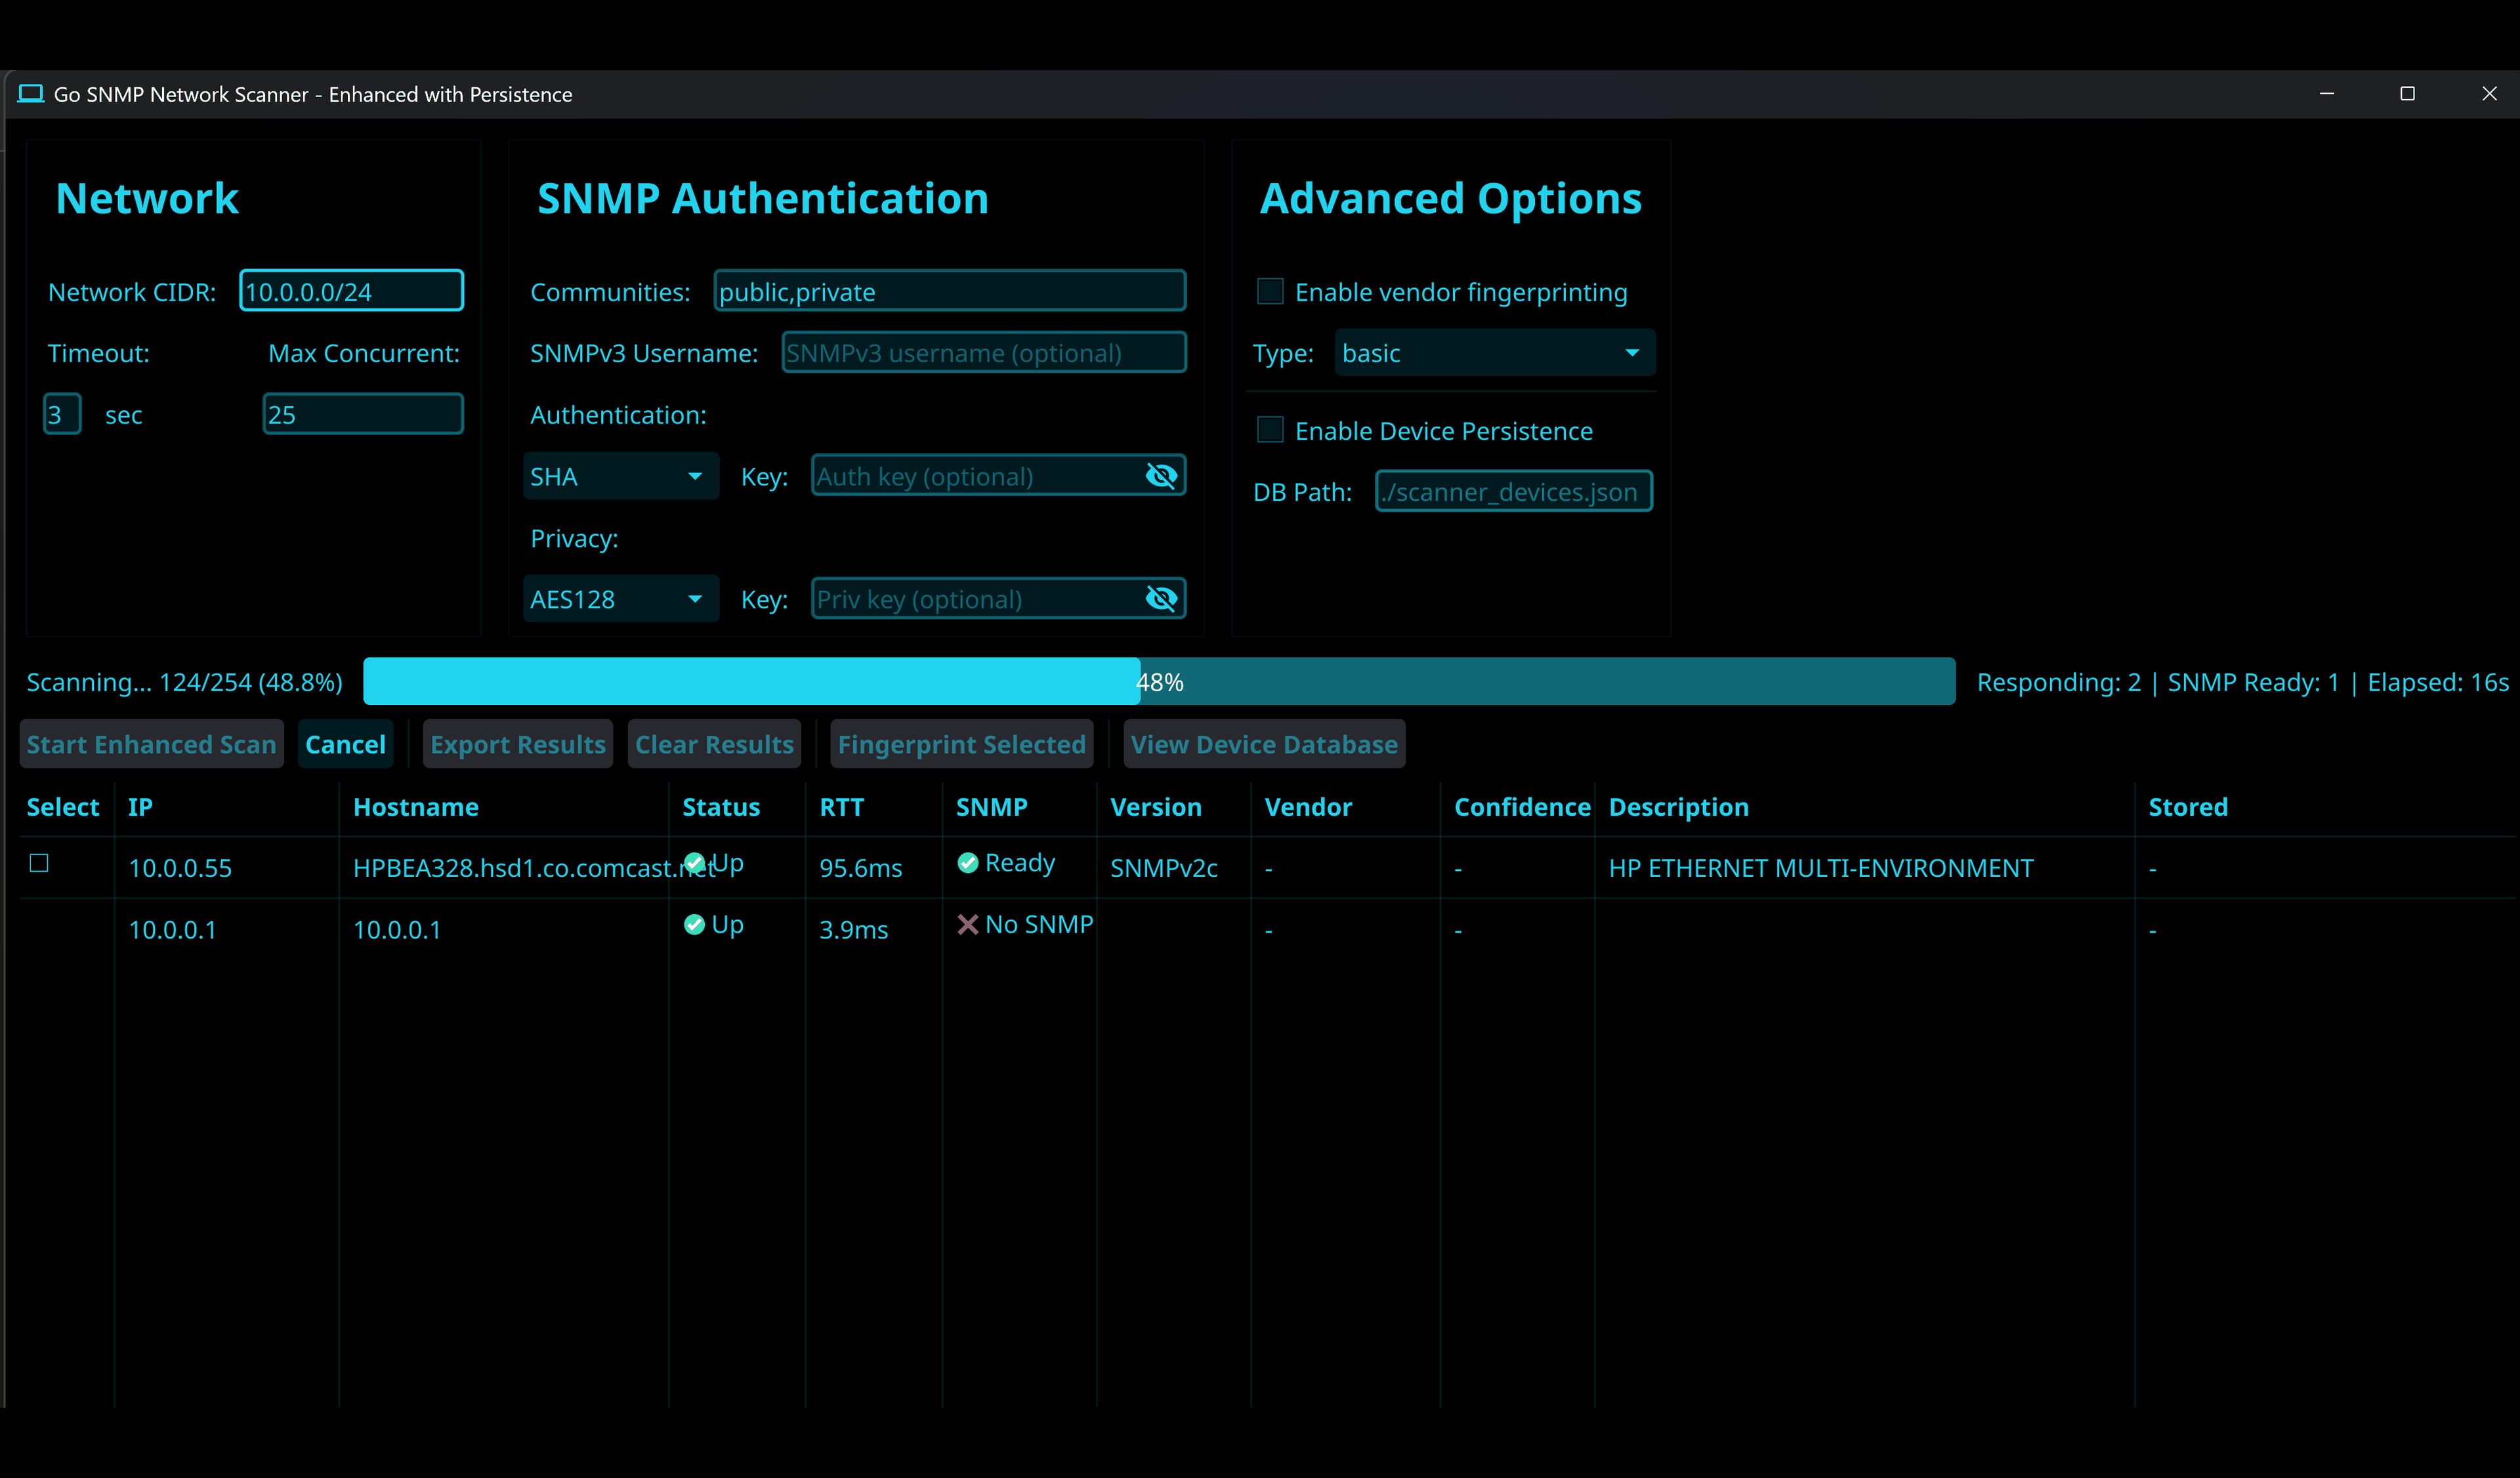 Go SNMP Network Scanner - Enhanced with Persistence
Network
Network CIDR: 10.0.0.0/24
Timeout: Max Concurrent:
3 sec 25
SNMP Authentication
Communities: public,private
SNMPv3 Username: SNMPv3 username (optional)
Authentication:
SHA Key: Auth key (optional)
Privacy:
AES128 Key: Priv key (optional)
Advanced Options
Enable vendor fingerprinting
Type: basic
Enable Device Persistence
DB Path: ./scanner_devices.json
Scanning... 124/254 (48.8%) 48% Responding: 2 | SNMP Ready: 1 | Elapsed: 16s
Start Enhanced Scan Cancel Export Results Clear Results Fingerprint Selected View Device Database
Select IP Hostname Status RTT SNMP Version Vendor Confidence Description Stored
10.0.0.55 HPBEA328.hsd1.co.comcast.net Up 95.6ms Ready SNMPv2c - - HP ETHERNET MULTI-ENVIRONMENT -
10.0.0.1 10.0.0.1 Up 3.9ms No SNMP - - -